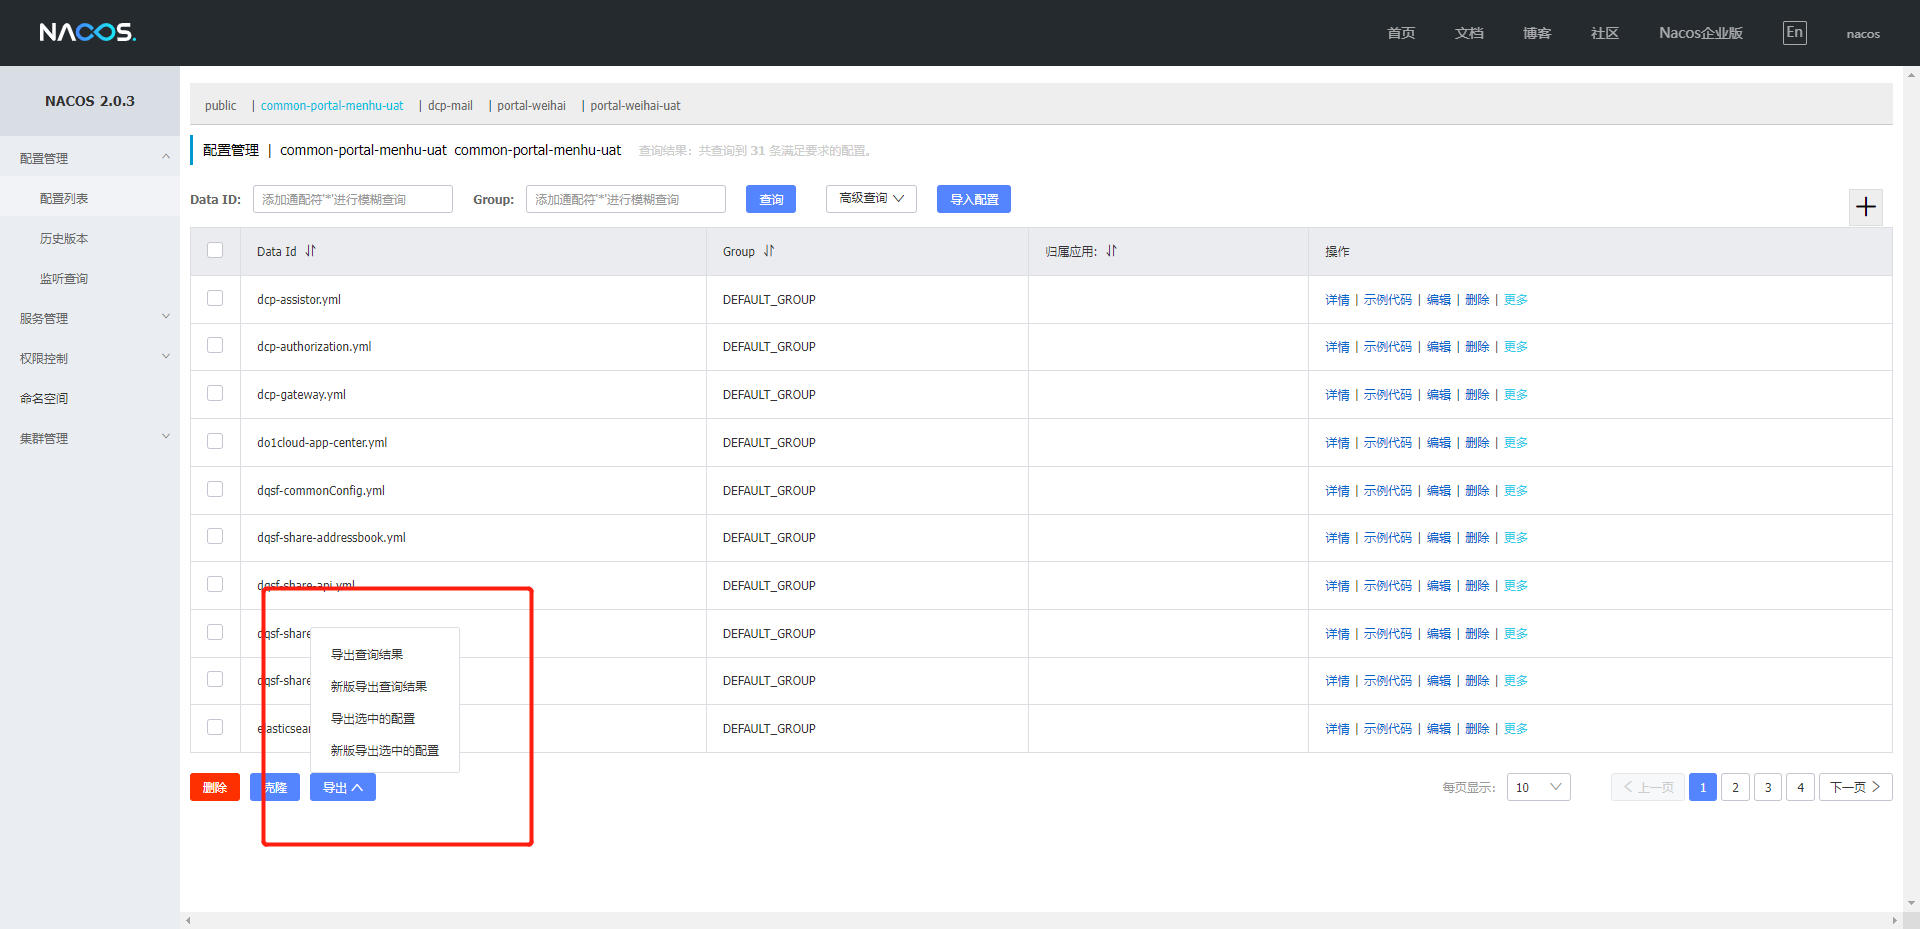 NACOS.
首页 文档 博客 社区 Nacos企业版 En nacos
NACOS 2.0.3
配置管理
配置列表
历史版本
监听查询
服务管理
权限控制
命名空间
集群管理
public | common-portal-menhu-uat | dcp-mail | portal-weihai | portal-weihai-uat
配置管理 | common-portal-menhu-uat common-portal-menhu-uat 查询结果：共查询到 31 条满足要求的配置。
Data ID: 添加通配符'*'进行模糊查询 Group: 添加通配符'*'进行模糊查询 查询 高级查询 导入配置
Data Id Group 归属应用: 操作
dcp-assistor.yml DEFAULT_GROUP 详情 | 示例代码 | 编辑 | 删除 | 更多
dcp-authorization.yml DEFAULT_GROUP 详情 | 示例代码 | 编辑 | 删除 | 更多
dcp-gateway.yml DEFAULT_GROUP 详情 | 示例代码 | 编辑 | 删除 | 更多
do1cloud-app-center.yml DEFAULT_GROUP 详情 | 示例代码 | 编辑 | 删除 | 更多
dqsf-commonConfig.yml DEFAULT_GROUP 详情 | 示例代码 | 编辑 | 删除 | 更多
dqsf-share-addressbook.yml DEFAULT_GROUP 详情 | 示例代码 | 编辑 | 删除 | 更多
dqsf-share-api.yml DEFAULT_GROUP 详情 | 示例代码 | 编辑 | 删除 | 更多
dqsf-share DEFAULT_GROUP 详情 | 示例代码 | 编辑 | 删除 | 更多
dqsf-share DEFAULT_GROUP 详情 | 示例代码 | 编辑 | 删除 | 更多
elasticsear DEFAULT_GROUP 详情 | 示例代码 | 编辑 | 删除 | 更多
导出查询结果
新版导出查询结果
导出选中的配置
新版导出选中的配置
删除 克隆 导出 每页显示: 10 上一页 1 2 3 4 下一页